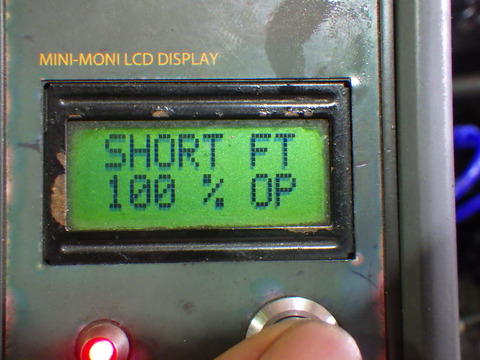 MINI-MONI LCD DISPLAY
SHORT FT
100 % OP